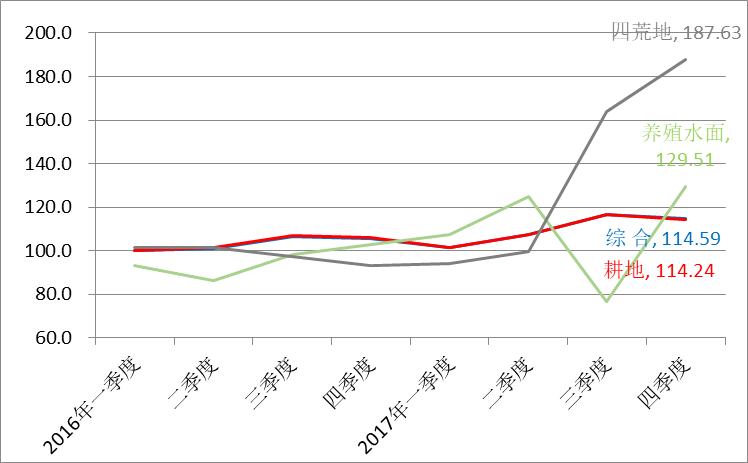 四荒地, 187.63
200.0
180.0
160.0
140.0
120.0
100.0
80.0
60.0
养殖水面,
129.51
综 合, 114.59
耕地, 114.24
2016年一季度
二季度
三季度
四季度
2017年一季度
二季度
三季度
四季度